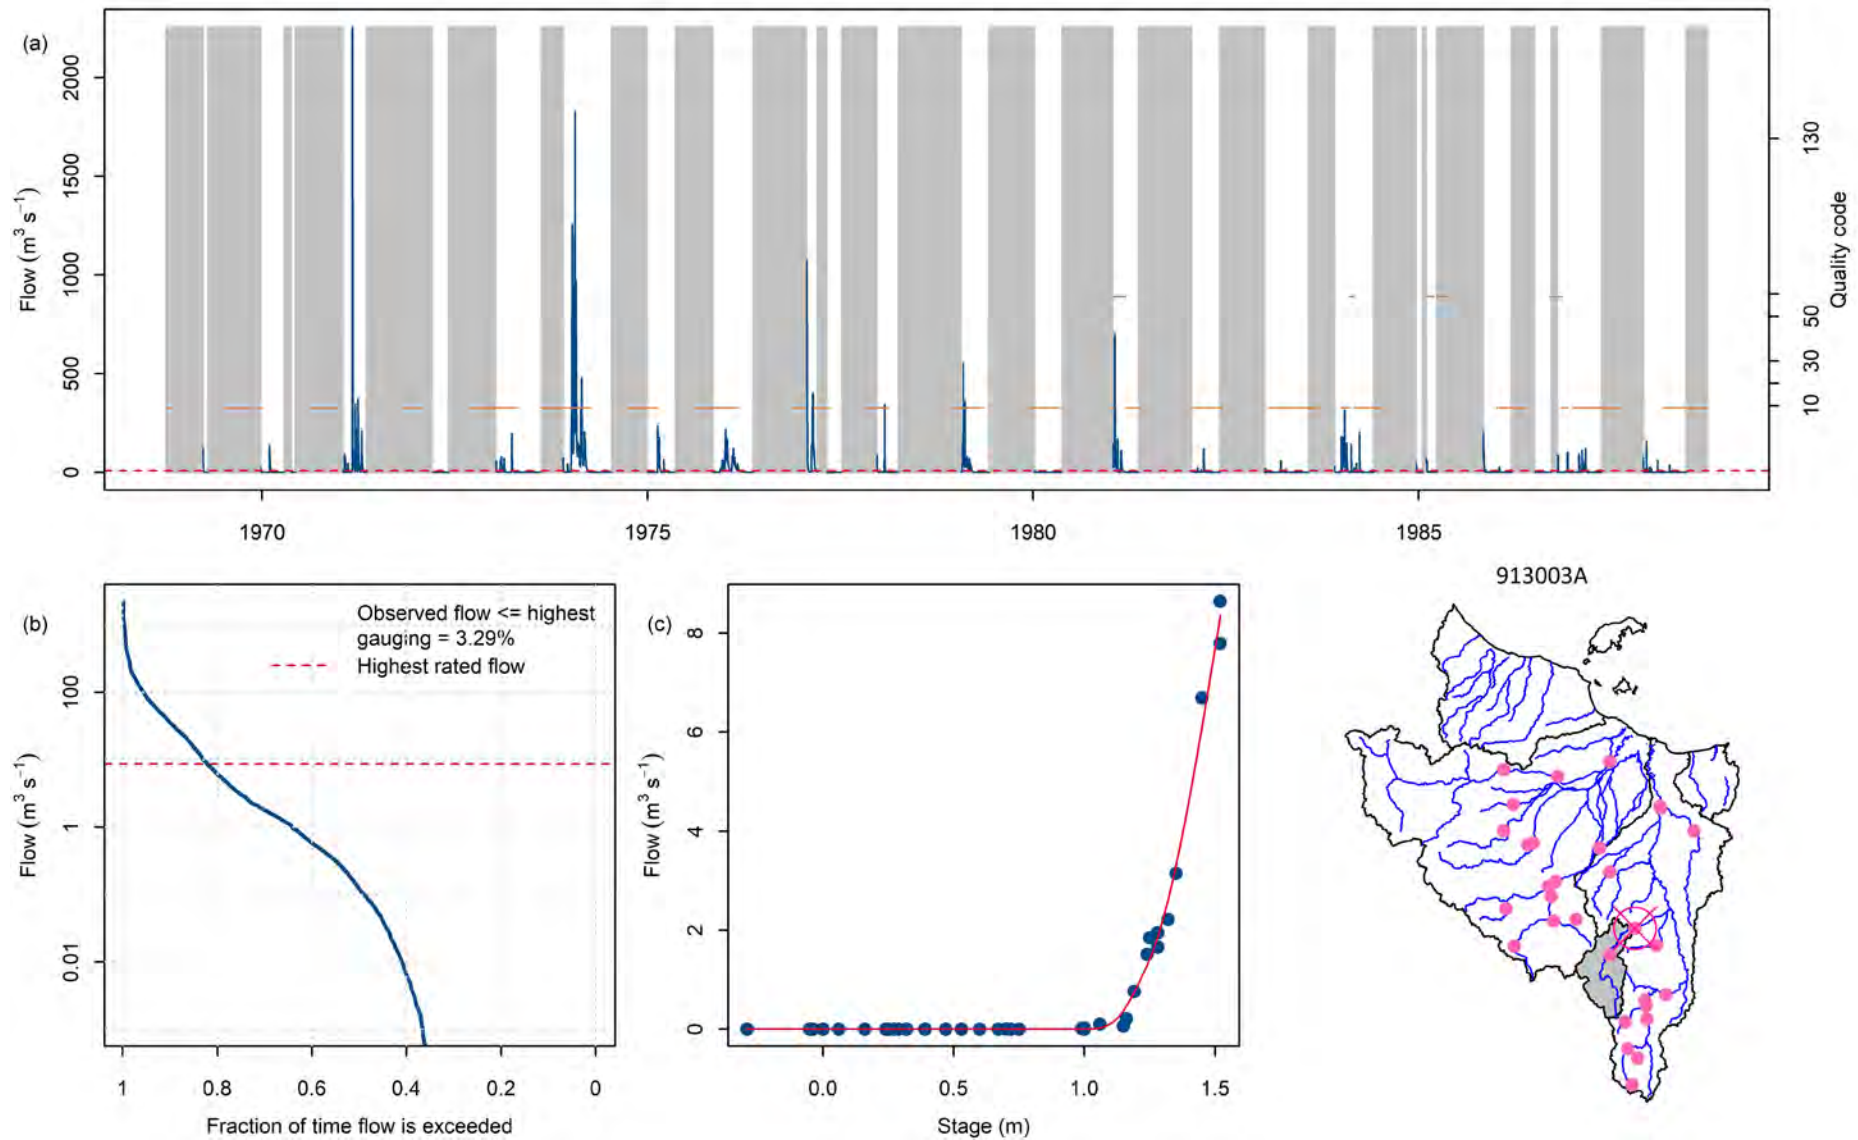 (a)
Flow (m³ s⁻¹)
2000
1500
1000
500
0
Quality code
130
50
30
10
1970
1975
1980
1985
(b)
Flow (m³ s⁻¹)
100
1
0.01
Observed flow <= highest
gauging = 3.29%
Highest rated flow
1
0.8
0.6
0.4
0.2
0
Fraction of time flow is exceeded
(c)
Flow (m³ s⁻¹)
8
6
4
2
0
0.0
0.5
1.0
1.5
Stage (m)
913003A